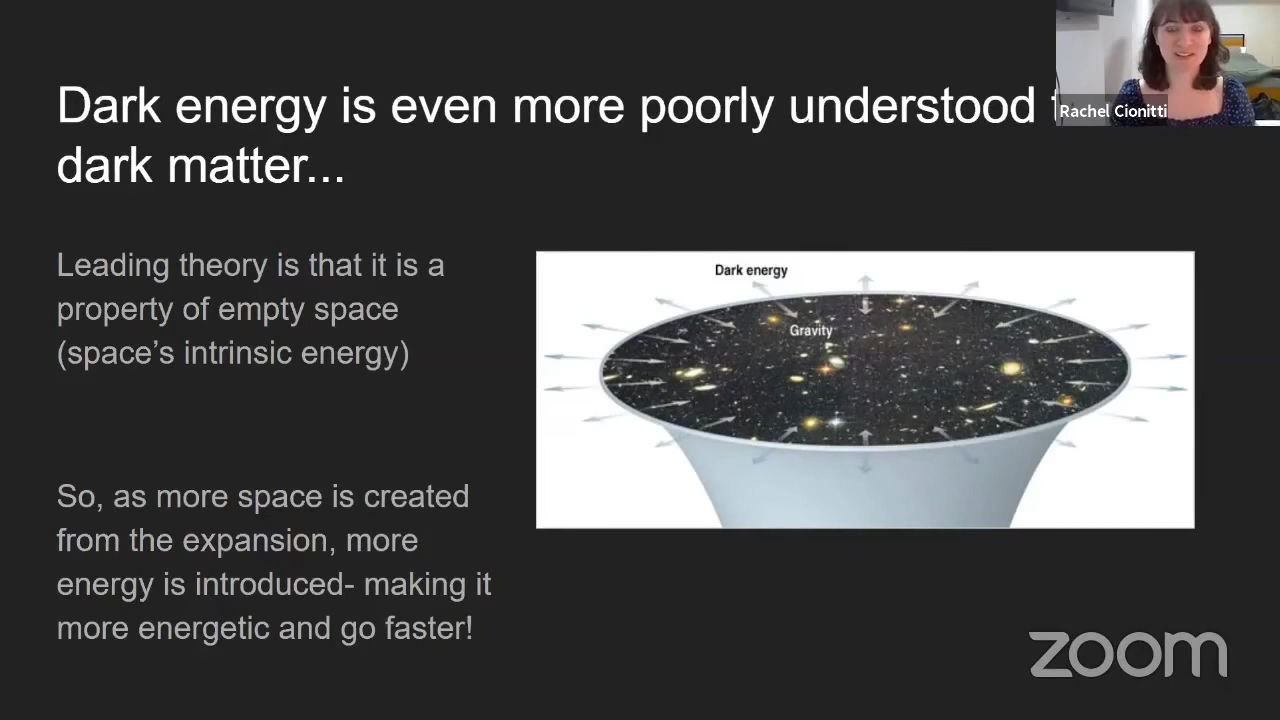 Dark energy is even more poorly understood
dark matter...
Rachel Cionitti
Leading theory is that it is a
property of empty space
(space's intrinsic energy)
So, as more space is created
from the expansion, more
energy is introduced- making it
more energetic and go faster!
Dark energy
Gravity
zoom